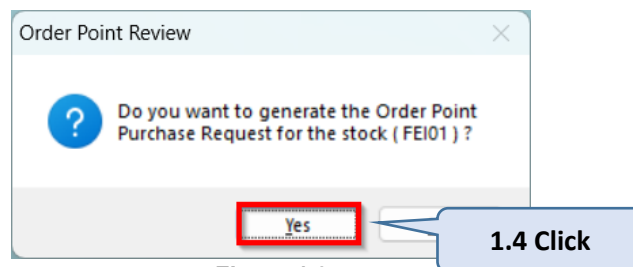 Order Point Review
Do you want to generate the Order Point
Purchase Request for the stock ( FEI01 ) ?
Yes
1.4 Click